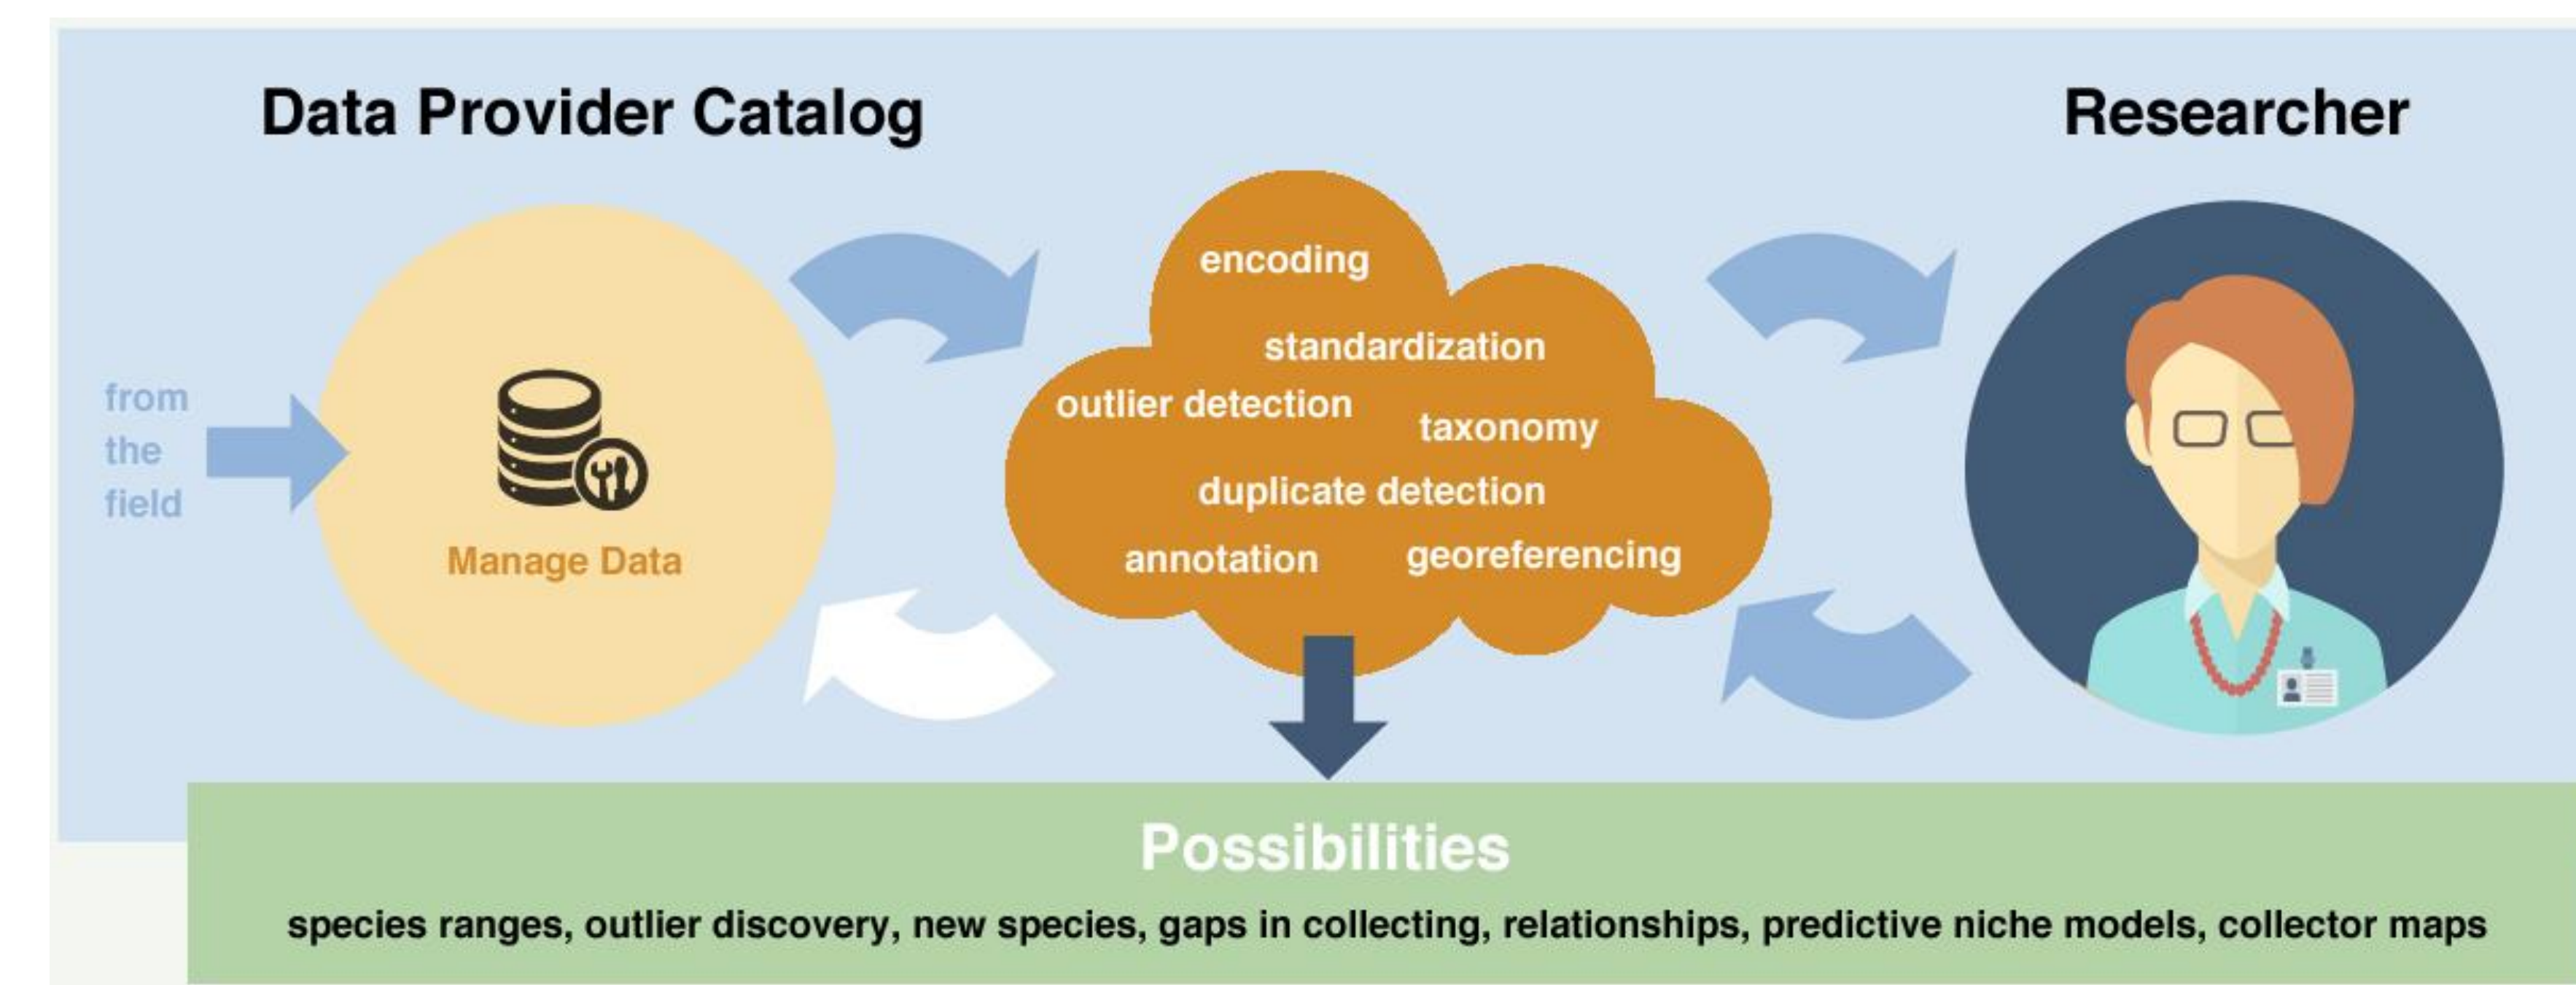 Data Provider Catalog
Researcher
from
the
field
Manage Data
encoding
standardization
outlier detection
taxonomy
duplicate detection
annotation
georeferencing
Possibilities
species ranges, outlier discovery, new species, gaps in collecting, relationships, predictive niche models, collector maps